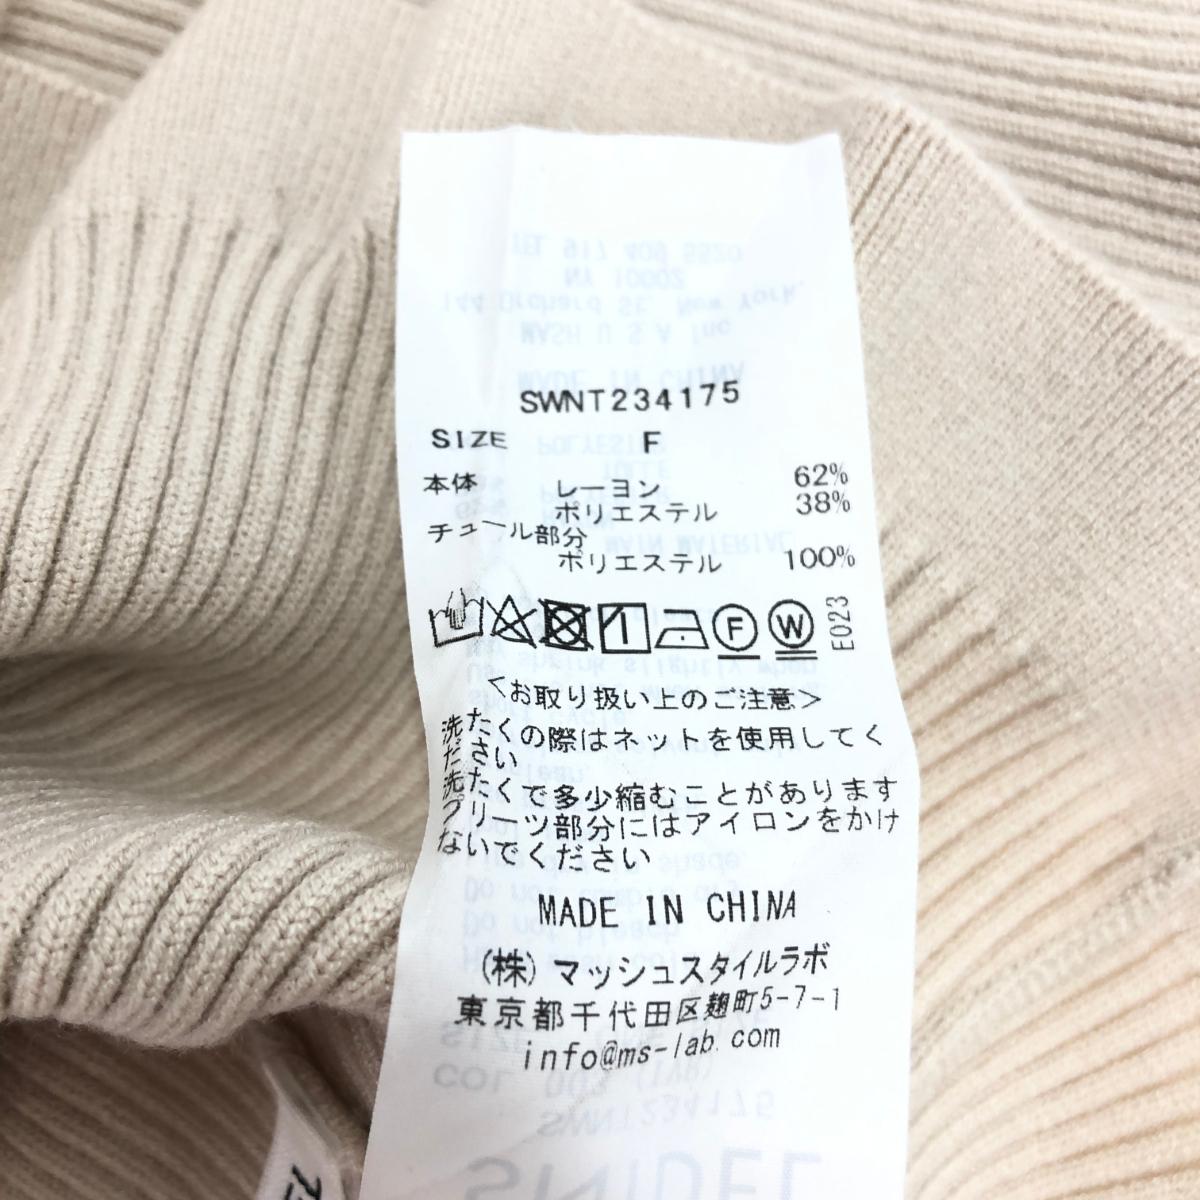 SWNT234175
SIZE F
本体 レーヨン 62%
ポリエステル 38%
チュール部分
ポリエステル 100%
F W E023
＜お取り扱い上のご注意＞
洗たくの際はネットを使用してく
ださい
洗たくで多少縮むことがあります
プリーツ部分にはアイロンをかけ
ないでください
MADE IN CHINA
(株)マッシュスタイルラボ
東京都千代田区麹町5-7-1
info@ms-lab.com